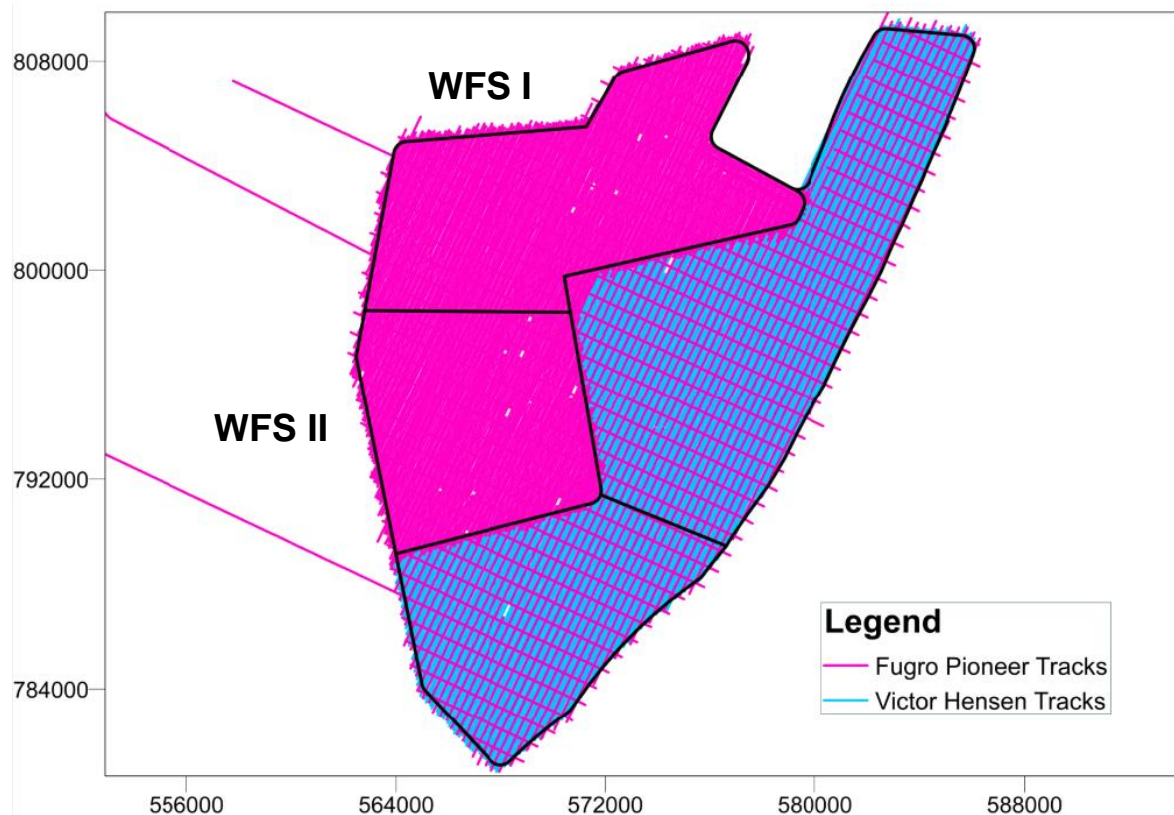 808000
WFS I
800000
WFS II
792000
784000
Legend
Fugro Pioneer Tracks
Victor Hensen Tracks
556000 564000 572000 580000 588000